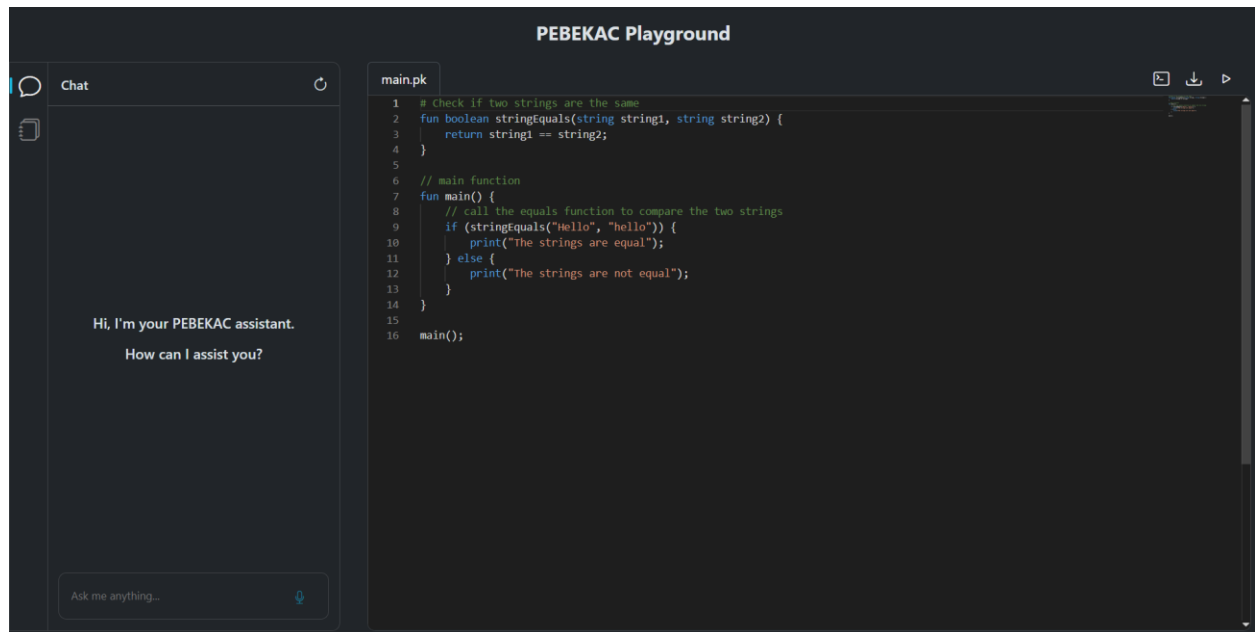 PEBEKAC Playground
Chat
Hi, I'm your PEBEKAC assistant.
How can I assist you?
Ask me anything...
main.pk
1 # Check if two strings are the same
2 fun boolean stringEquals(string string1, string string2) {
3 return string1 == string2;
4 }
5
6 // main function
7 fun main() {
8 // call the equals function to compare the two strings
9 if (stringEquals("Hello", "hello")) {
10 print("The strings are equal");
11 } else {
12 print("The strings are not equal");
13 }
14 }
15
16 main();